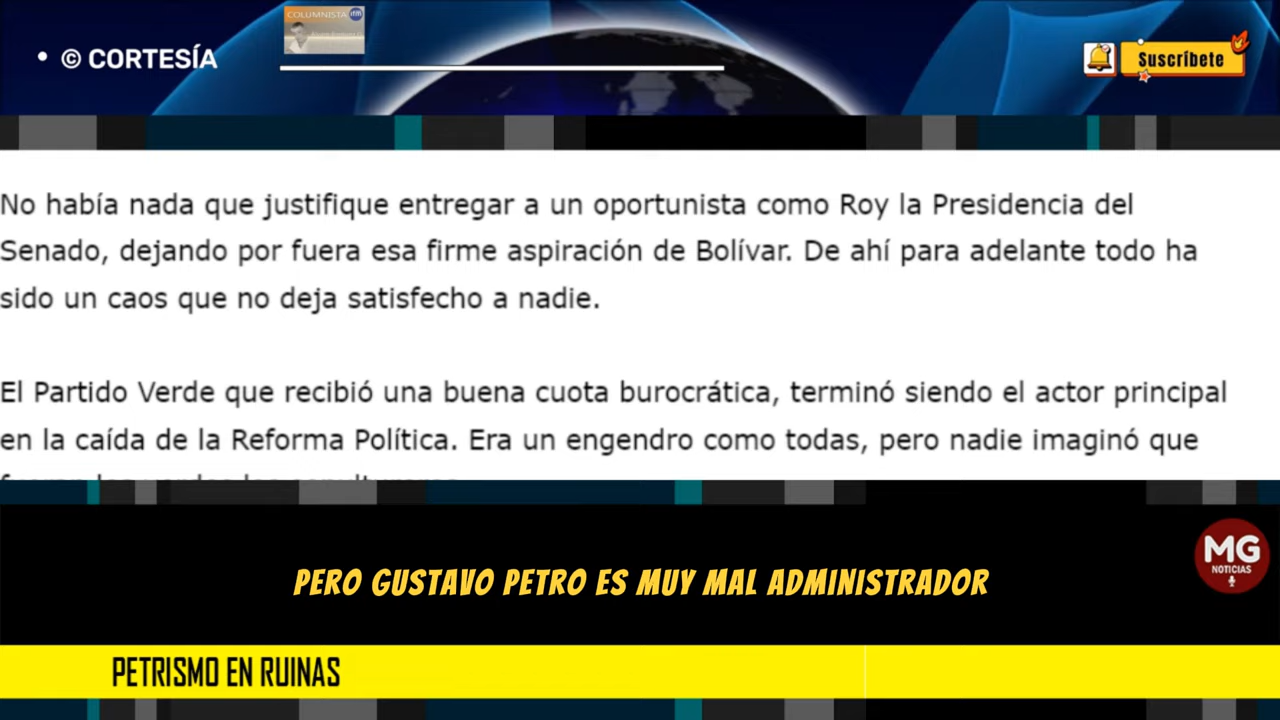 • © CORTESÍA
COLUMNISTA ifm
Suscríbete
No había nada que justifique entregar a un oportunista como Roy la Presidencia del
Senado, dejando por fuera esa firme aspiración de Bolívar. De ahí para adelante todo ha
sido un caos que no deja satisfecho a nadie.
El Partido Verde que recibió una buena cuota burocrática, terminó siendo el actor principal
en la caída de la Reforma Política. Era un engendro como todas, pero nadie imaginó que
MG
NOTICIAS
PERO GUSTAVO PETRO ES MUY MAL ADMINISTRADOR
PETRISMO EN RUINAS